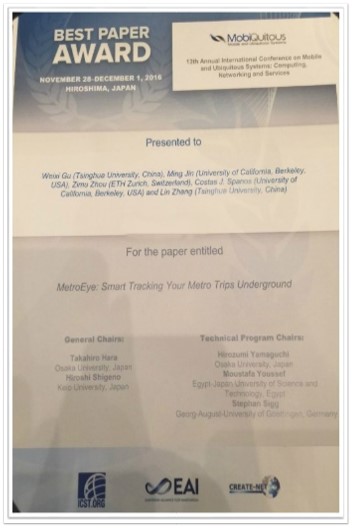 BEST PAPER
AWARD
NOVEMBER 28-DECEMBER 1, 2016
HIROSHIMA, JAPAN
MobiQuitous
13th Annual International Conference on Mobile
and Ubiquitous Systems: Computing,
Networking and Services
Presented to
Weixi Gu (Tsinghua University, China), Ming Jin (University of California, Berkeley,
USA), Zimu Zhou (ETH Zurich, Switzerland), Costas J. Spanos (University of
California, Berkeley, USA) and Lin Zhang (Tsinghua University, China)
For the paper entitled
MetroEye: Smart Tracking Your Metro Trips Underground
General Chairs:
Takahiro Hara
Osaka University, Japan
Hiroshi Shigeno
Keio University, Japan
Technical Program Chairs:
Hirozumi Yamaguchi
Osaka University, Japan
Moustafa Youssef
Egypt-Japan University of Science and
Technology, Egypt
Stephan Sigg
Georg-August-University of Goettingen, Germany
ICST.ORG
EAI
CREATE-NET